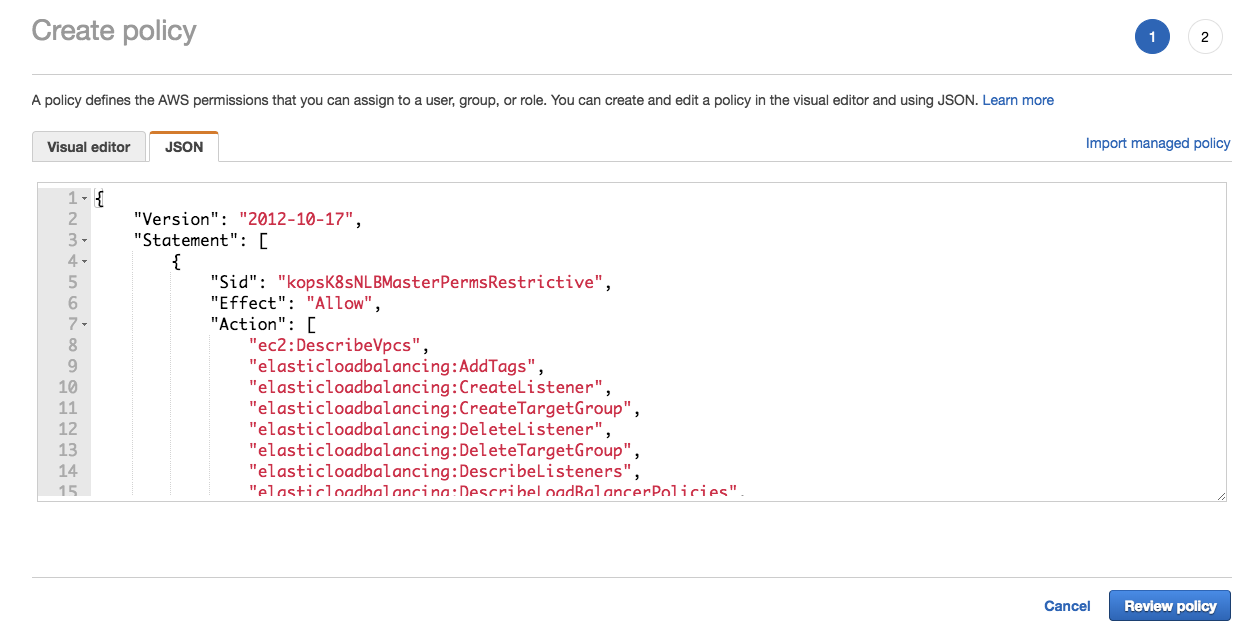 Create policy
1
2
A policy defines the AWS permissions that you can assign to a user, group, or role. You can create and edit a policy in the visual editor and using JSON. Learn more
Visual editor
JSON
Import managed policy
1 {
2 "Version": "2012-10-17",
3 "Statement": [
4 {
5 "Sid": "kopsK8sNLBMasterPermsRestrictive",
6 "Effect": "Allow",
7 "Action": [
8 "ec2:DescribeVpcs",
9 "elasticloadbalancing:AddTags",
10 "elasticloadbalancing:CreateListener",
11 "elasticloadbalancing:CreateTargetGroup",
12 "elasticloadbalancing:DeleteListener",
13 "elasticloadbalancing:DeleteTargetGroup",
14 "elasticloadbalancing:DescribeListeners",
15 "elasticloadbalancing:DescribeLoadBalancerPolicies",
Cancel
Review policy